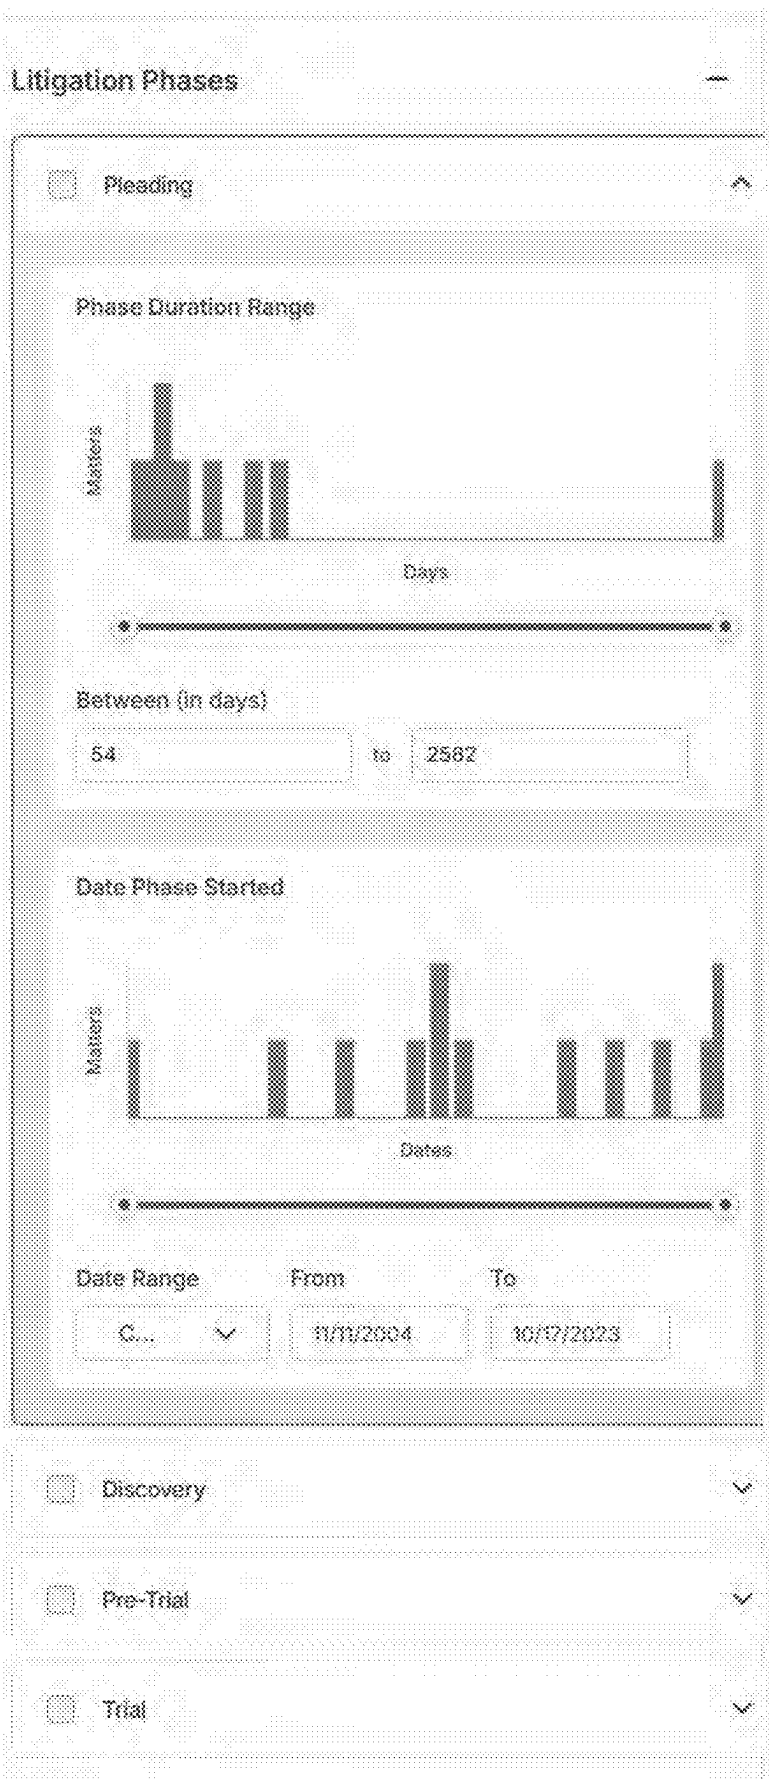 Litigation Phases
Pleading
Phase Duration Range
Matters
Days
Between (in days)
54 to 2582
Date Phase Started
Matters
Dates
Date Range From To
C... 11/11/2004 10/17/2023
Discovery
Pre-Trial
Trial